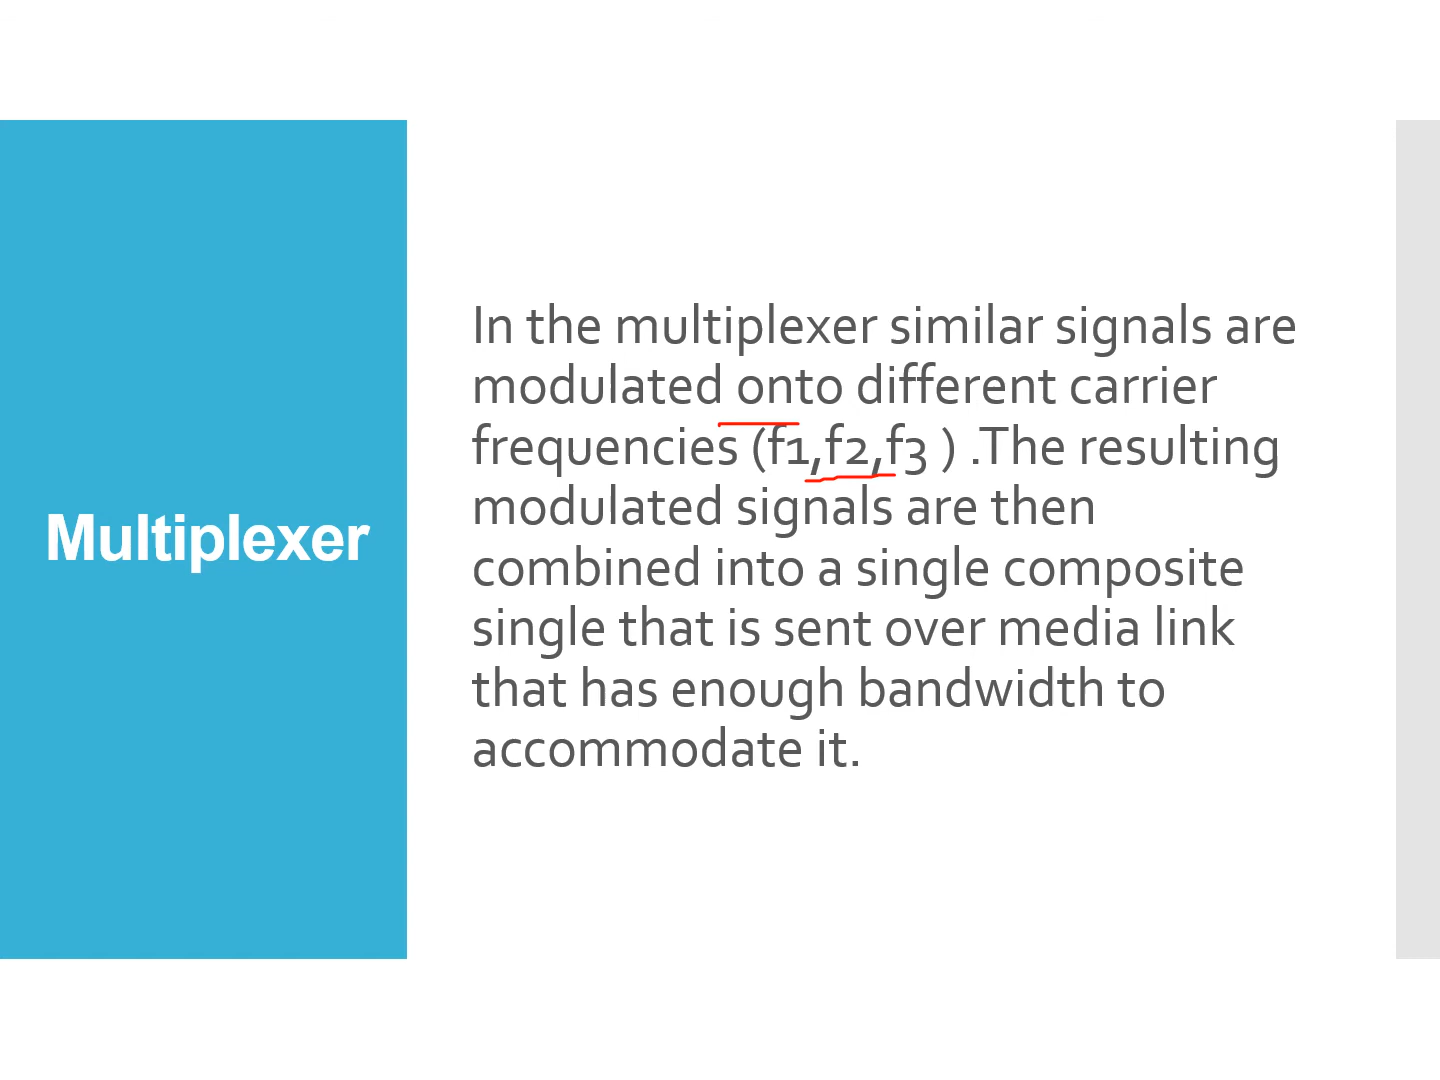 Multiplexer
In the multiplexer similar signals are
modulated onto different carrier
frequencies (f1,f2,f3 ) .The resulting
modulated signals are then
combined into a single composite
single that is sent over media link
that has enough bandwidth to
accommodate it.